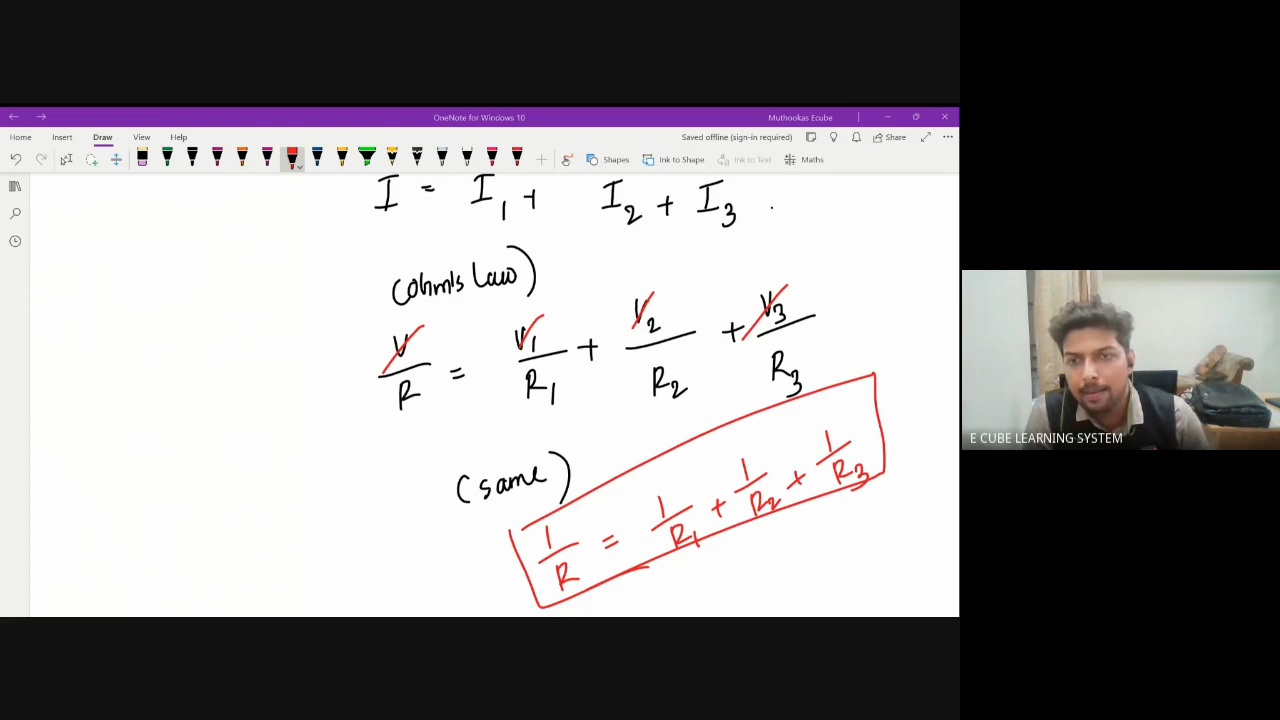 OneNote for Windows 10
Muthookas Ecube
Home Insert Draw View Help
Saved offline (sign-in required)
Share
Shapes
Ink to Shape
Ink to Text
Maths
I = I₁ + I₂ + I₃ .
(ohm's law)
V/R = V₁/R₁ + V₂/R₂ + V₃/R₃
(same)
1/R = 1/R₁ + 1/R₂ + 1/R₃
E CUBE LEARNING SYSTEM